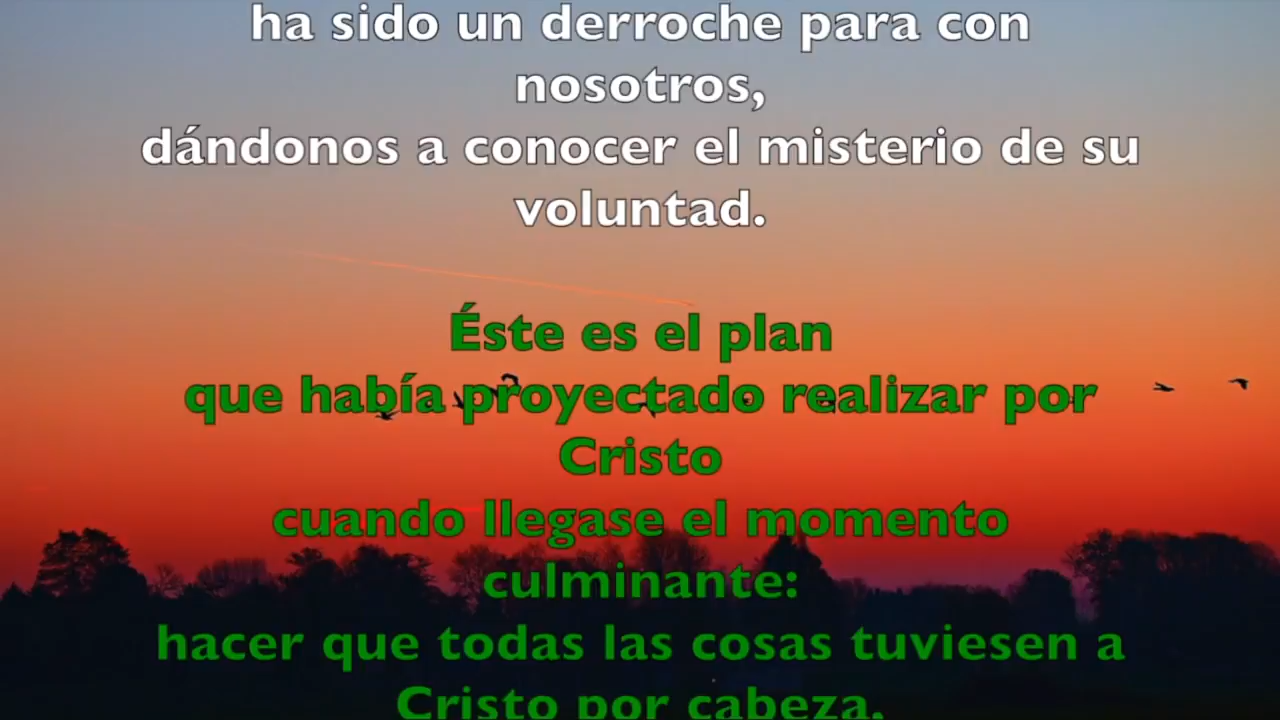 ha sido un derroche para con
nosotros,
dándonos a conocer el misterio de su
voluntad.
Éste es el plan
que había proyectado realizar por
Cristo
cuando llegase el momento
culminante:
hacer que todas las cosas tuviesen a
Cristo por cabeza,